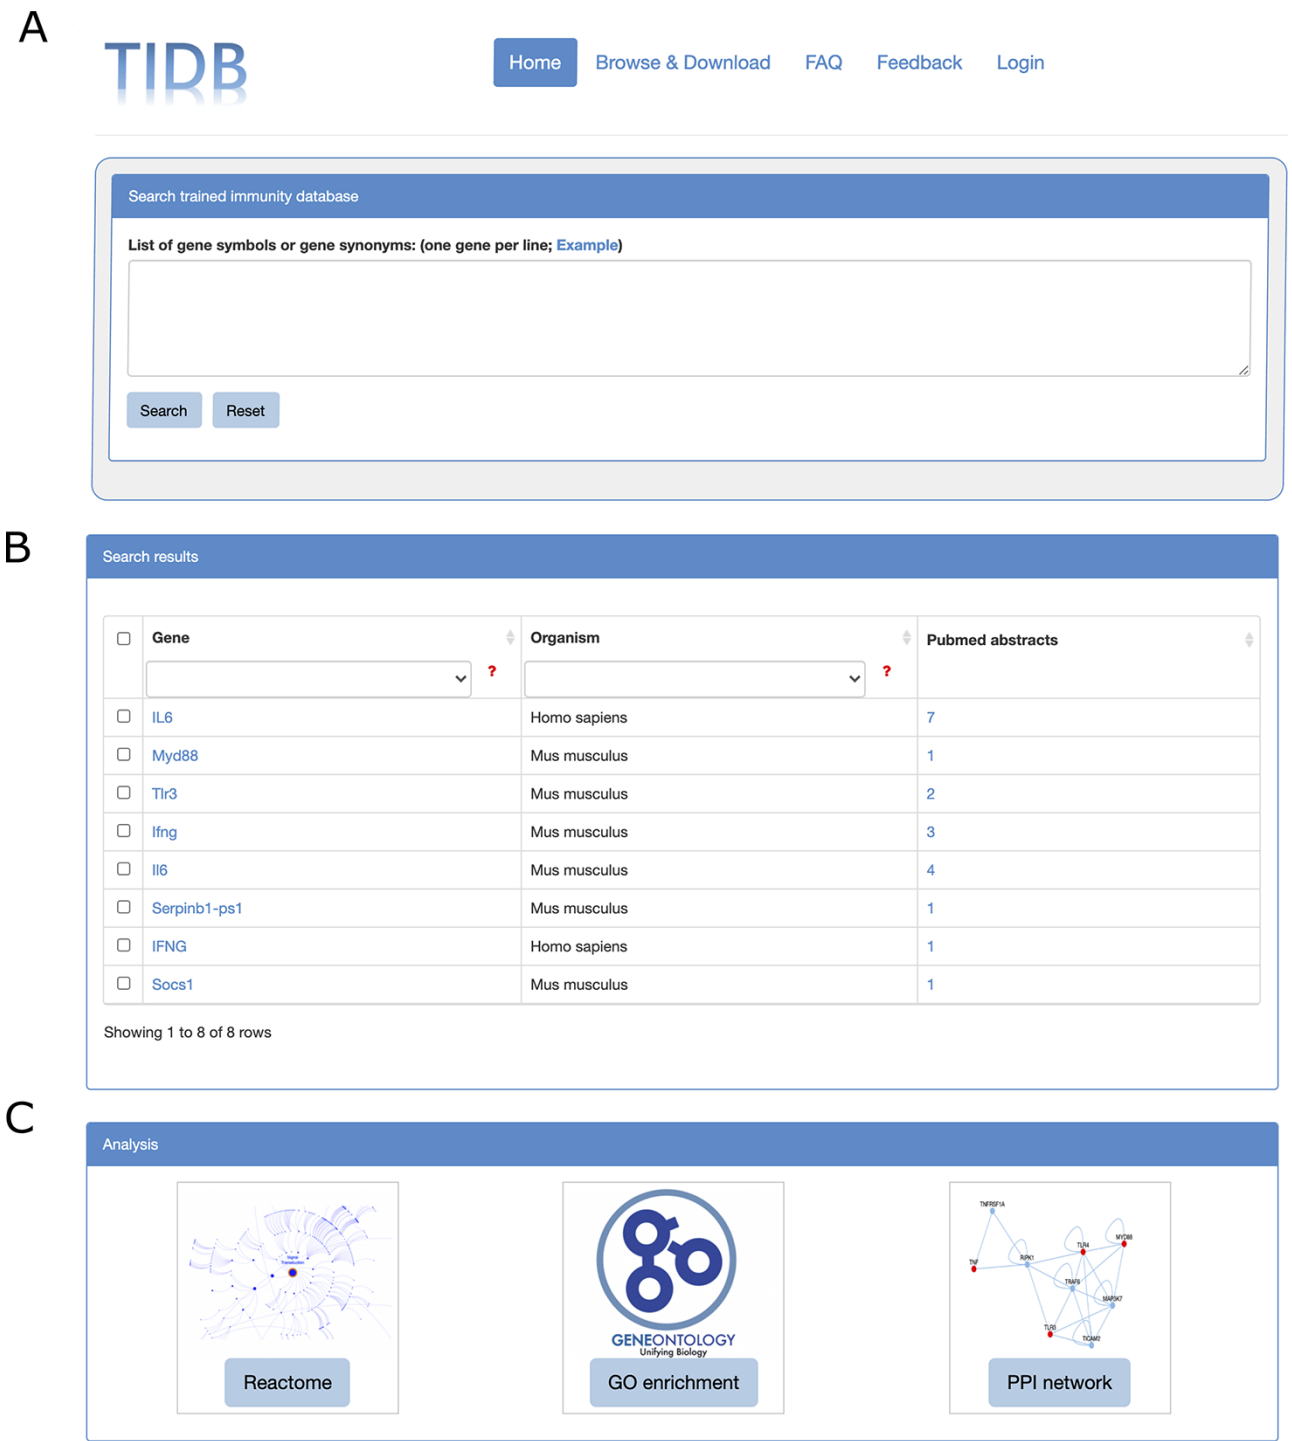 A
TIDB
Home Browse & Download FAQ Feedback Login
Search trained immunity database
List of gene symbols or gene synonyms: (one gene per line; Example)
Search Reset
B
Search results
Gene Organism Pubmed abstracts
? ?
IL6 Homo sapiens 7
Myd88 Mus musculus 1
Tlr3 Mus musculus 2
Ifng Mus musculus 3
Il6 Mus musculus 4
Serpinb1-ps1 Mus musculus 1
IFNG Homo sapiens 1
Socs1 Mus musculus 1
Showing 1 to 8 of 8 rows
C
Analysis
Signal
Transduction
Reactome
GENEONTOLOGY
Unifying Biology
GO enrichment
TNFRSF1A
MYD88
TLR4
RIPK1
TNF
TRAF6
MAP3K7
TICAM2
PPI network